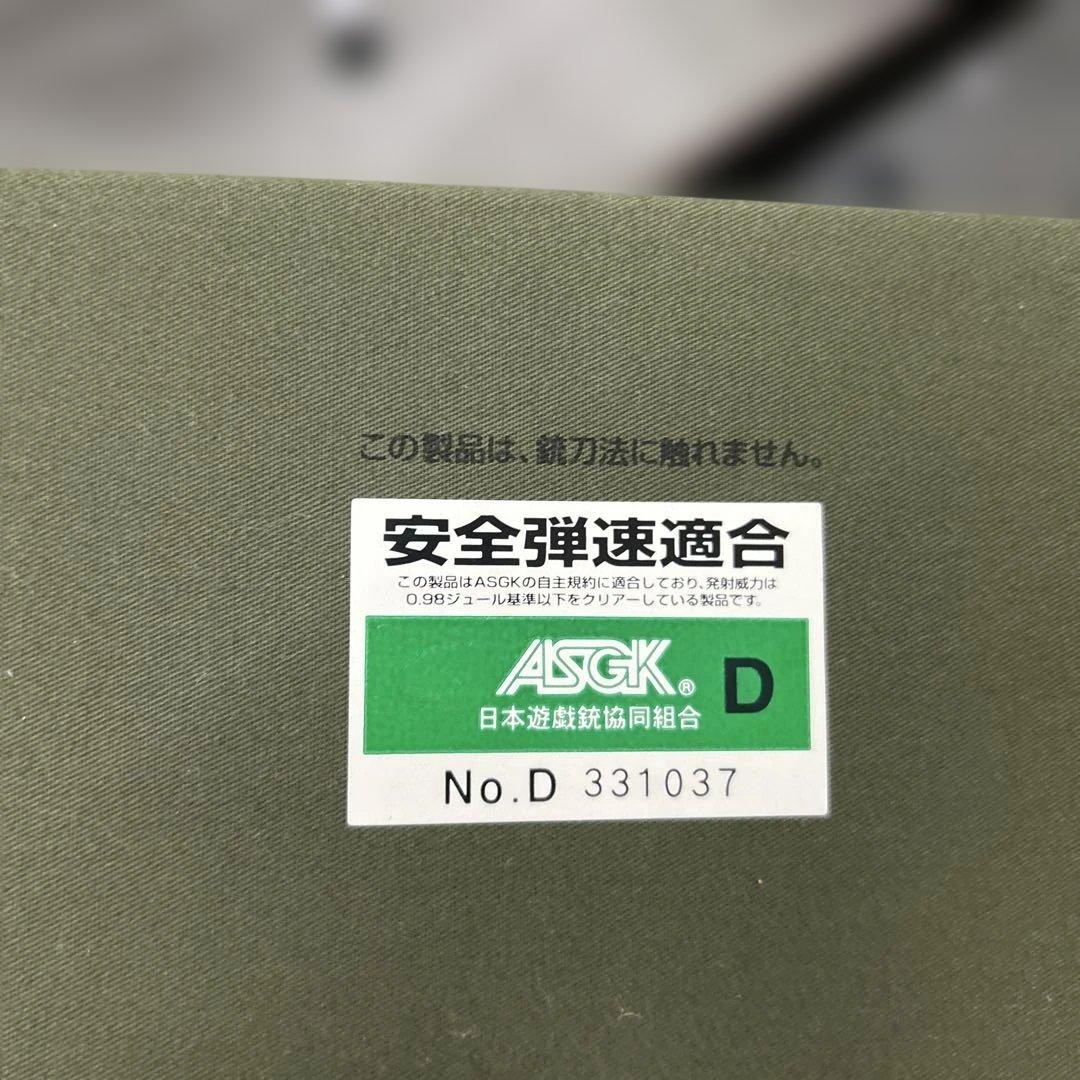 この製品は、銃刀法に触れません。
安全弾速適合
この製品はASGKの自主規約に適合しており、発射威力は
0.98ジュール基準以下をクリアーしている製品です。
ASGK® D
日本遊戯銃協同組合
No.D 331037